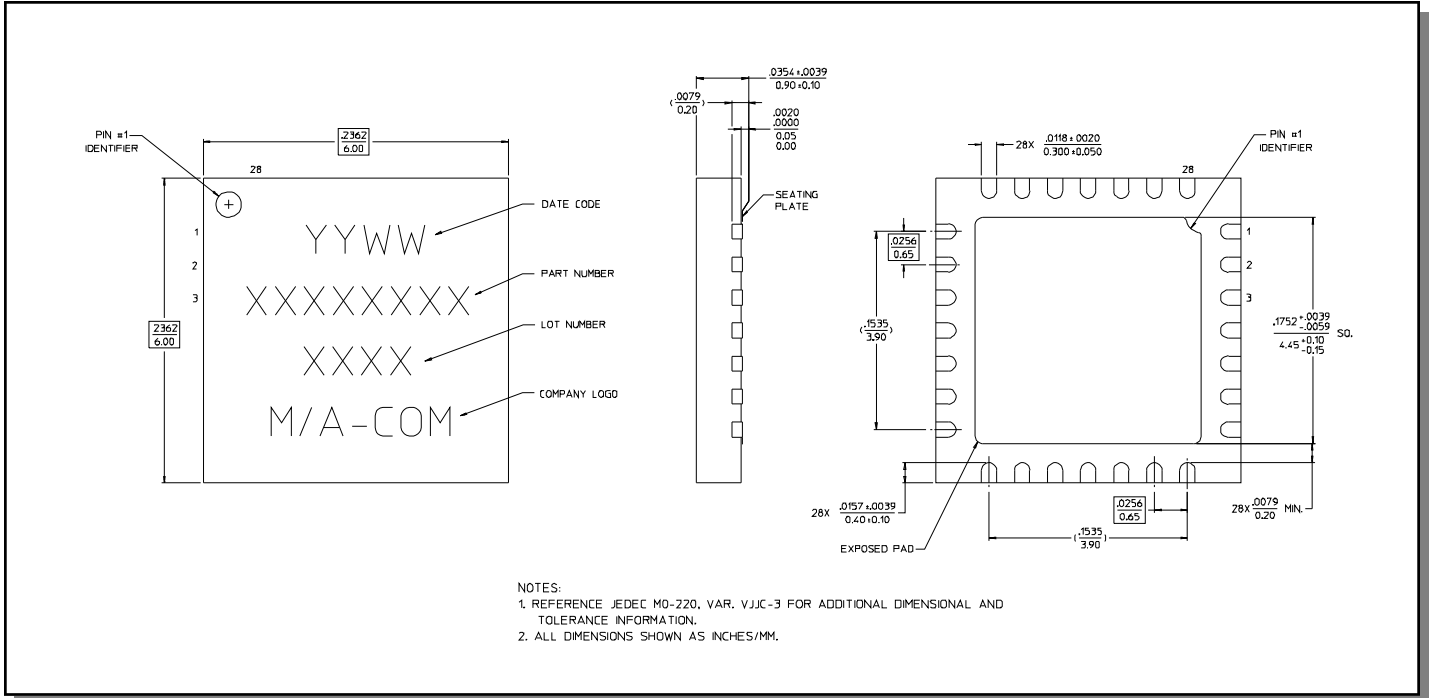 PIN #1
IDENTIFIER
.2362
6.00
28
1
2
3
.2362
6.00
YYWW
XXXXXXXX
XXXX
M/A-COM
DATE CODE
PART NUMBER
LOT NUMBER
COMPANY LOGO
.0354±.0039
0.90±0.10
(.0079
0.20)
.0020
.0000
0.05
0.00
SEATING
PLATE
28X .0118±.0020
0.300±0.050
28
PIN #1
IDENTIFIER
1
2
3
.0256
0.65
(.1535
3.90)
.1752 +.0039
-.0059
4.45 +0.10
-0.15
SQ.
28X .0157±.0039
0.40±0.10
EXPOSED PAD
.0256
0.65
(.1535
3.90)
28X .0079
0.20 MIN.
NOTES:
1. REFERENCE JEDEC MO-220, VAR. VJJC-3 FOR ADDITIONAL DIMENSIONAL AND
TOLERANCE INFORMATION.
2. ALL DIMENSIONS SHOWN AS INCHES/MM.